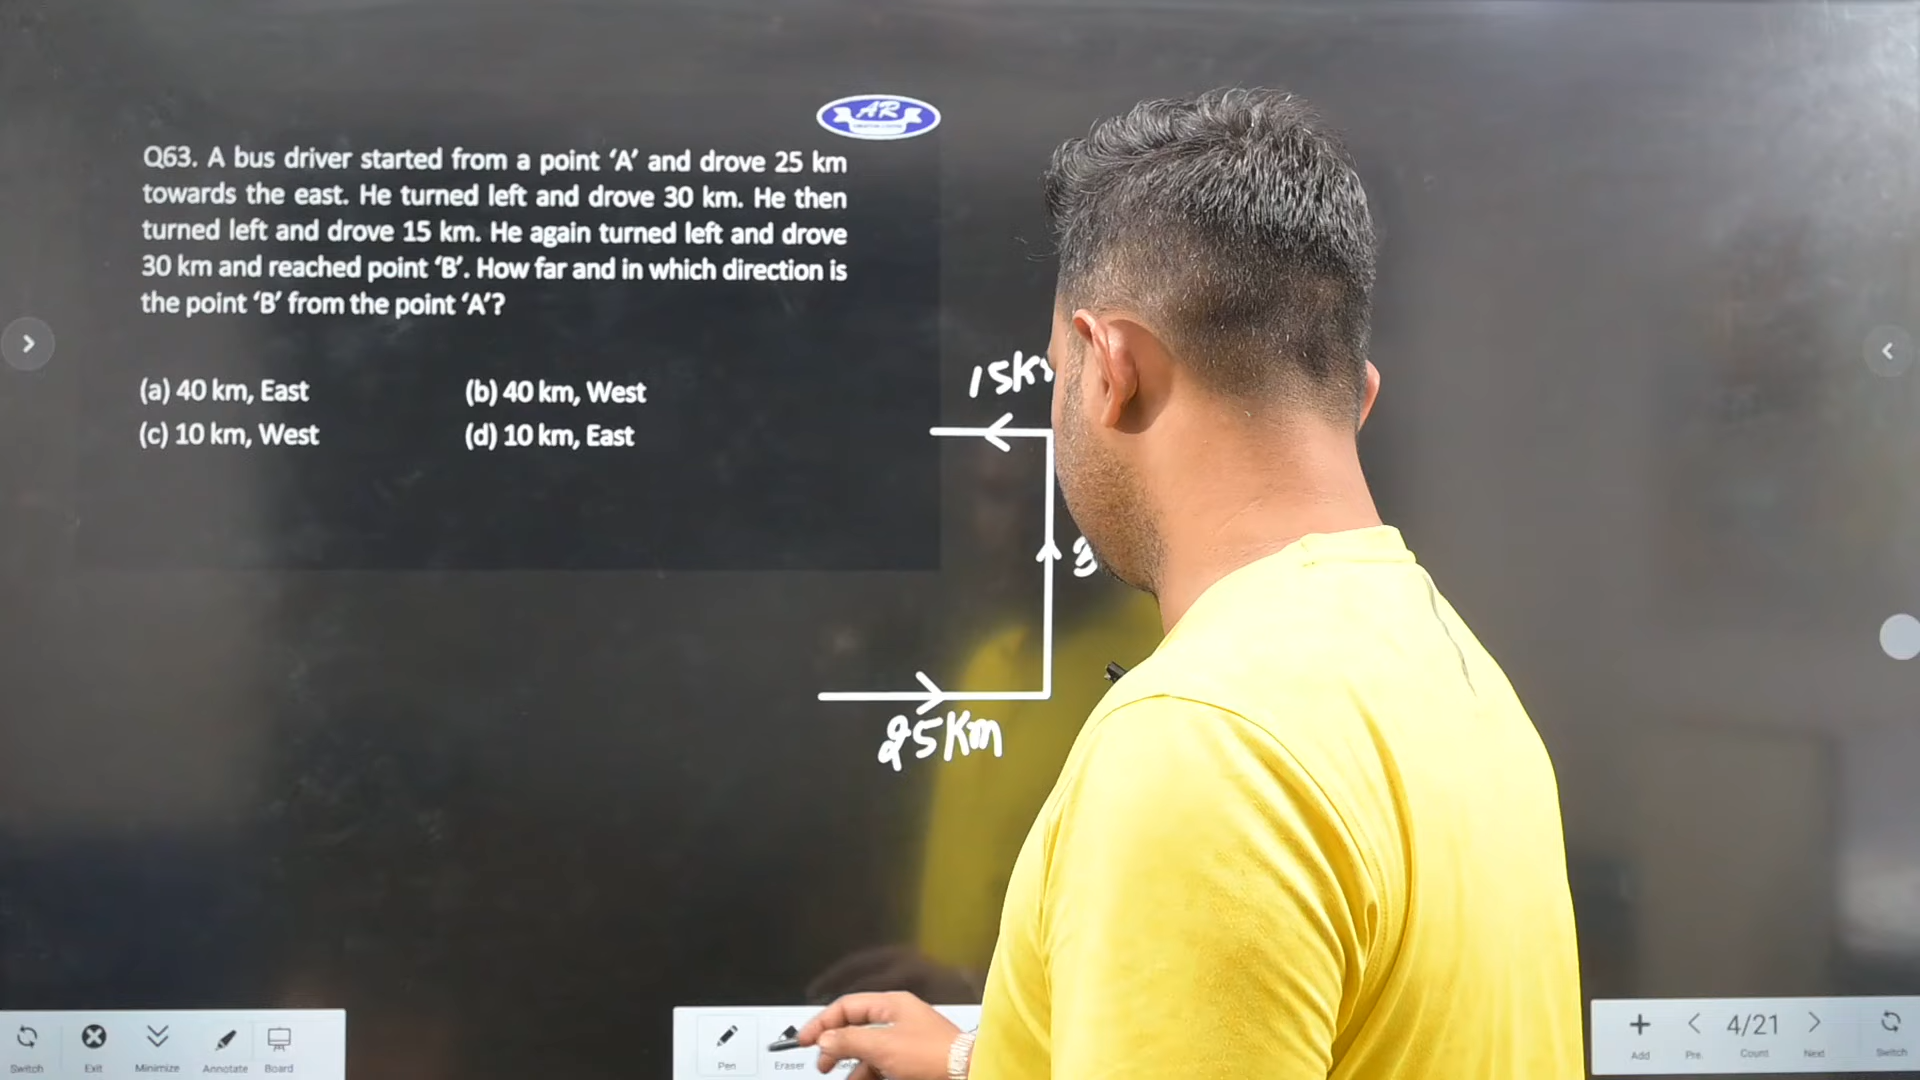 AR
Q63. A bus driver started from a point ‘A’ and drove 25 km
towards the east. He turned left and drove 30 km. He then
turned left and drove 15 km. He again turned left and drove
30 km and reached point ‘B’. How far and in which direction is
the point ‘B’ from the point ‘A’?
(a) 40 km, East (b) 40 km, West
(c) 10 km, West (d) 10 km, East
15k
3
25Km
Switch Exit Minimize Annotate Board
Pen Eraser
Add Pre. Count Next Switch
4/21